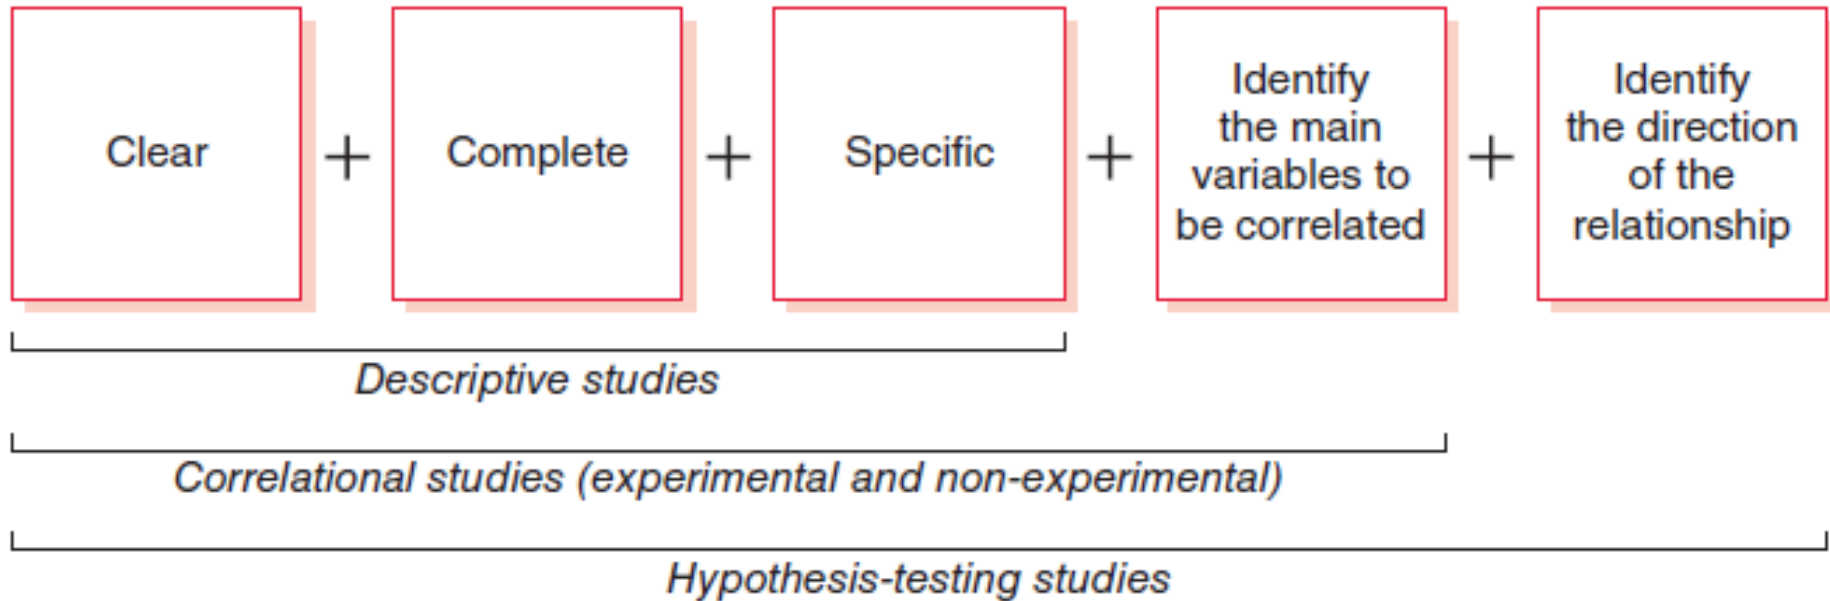 Clear
+
Complete
+
Specific
+
Identify
the main
variables to
be correlated
+
Identify
the direction
of the
relationship
Descriptive studies
Correlational studies (experimental and non-experimental)
Hypothesis-testing studies